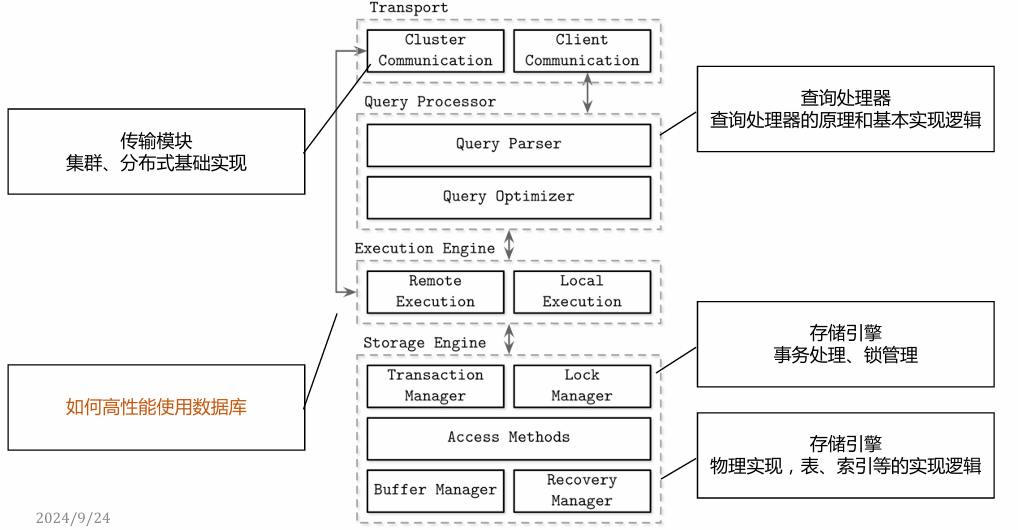 Transport
Cluster
Communication
Client
Communication
Query Processor
Query Parser
Query Optimizer
Execution Engine
Remote
Execution
Local
Execution
Storage Engine
Transaction
Manager
Lock
Manager
Access Methods
Buffer Manager
Recovery
Manager
传输模块
集群、分布式基础实现
如何高性能使用数据库
查询处理器
查询处理器的原理和基本实现逻辑
存储引擎
事务处理、锁管理
存储引擎
物理实现，表、索引等的实现逻辑
2024/9/24